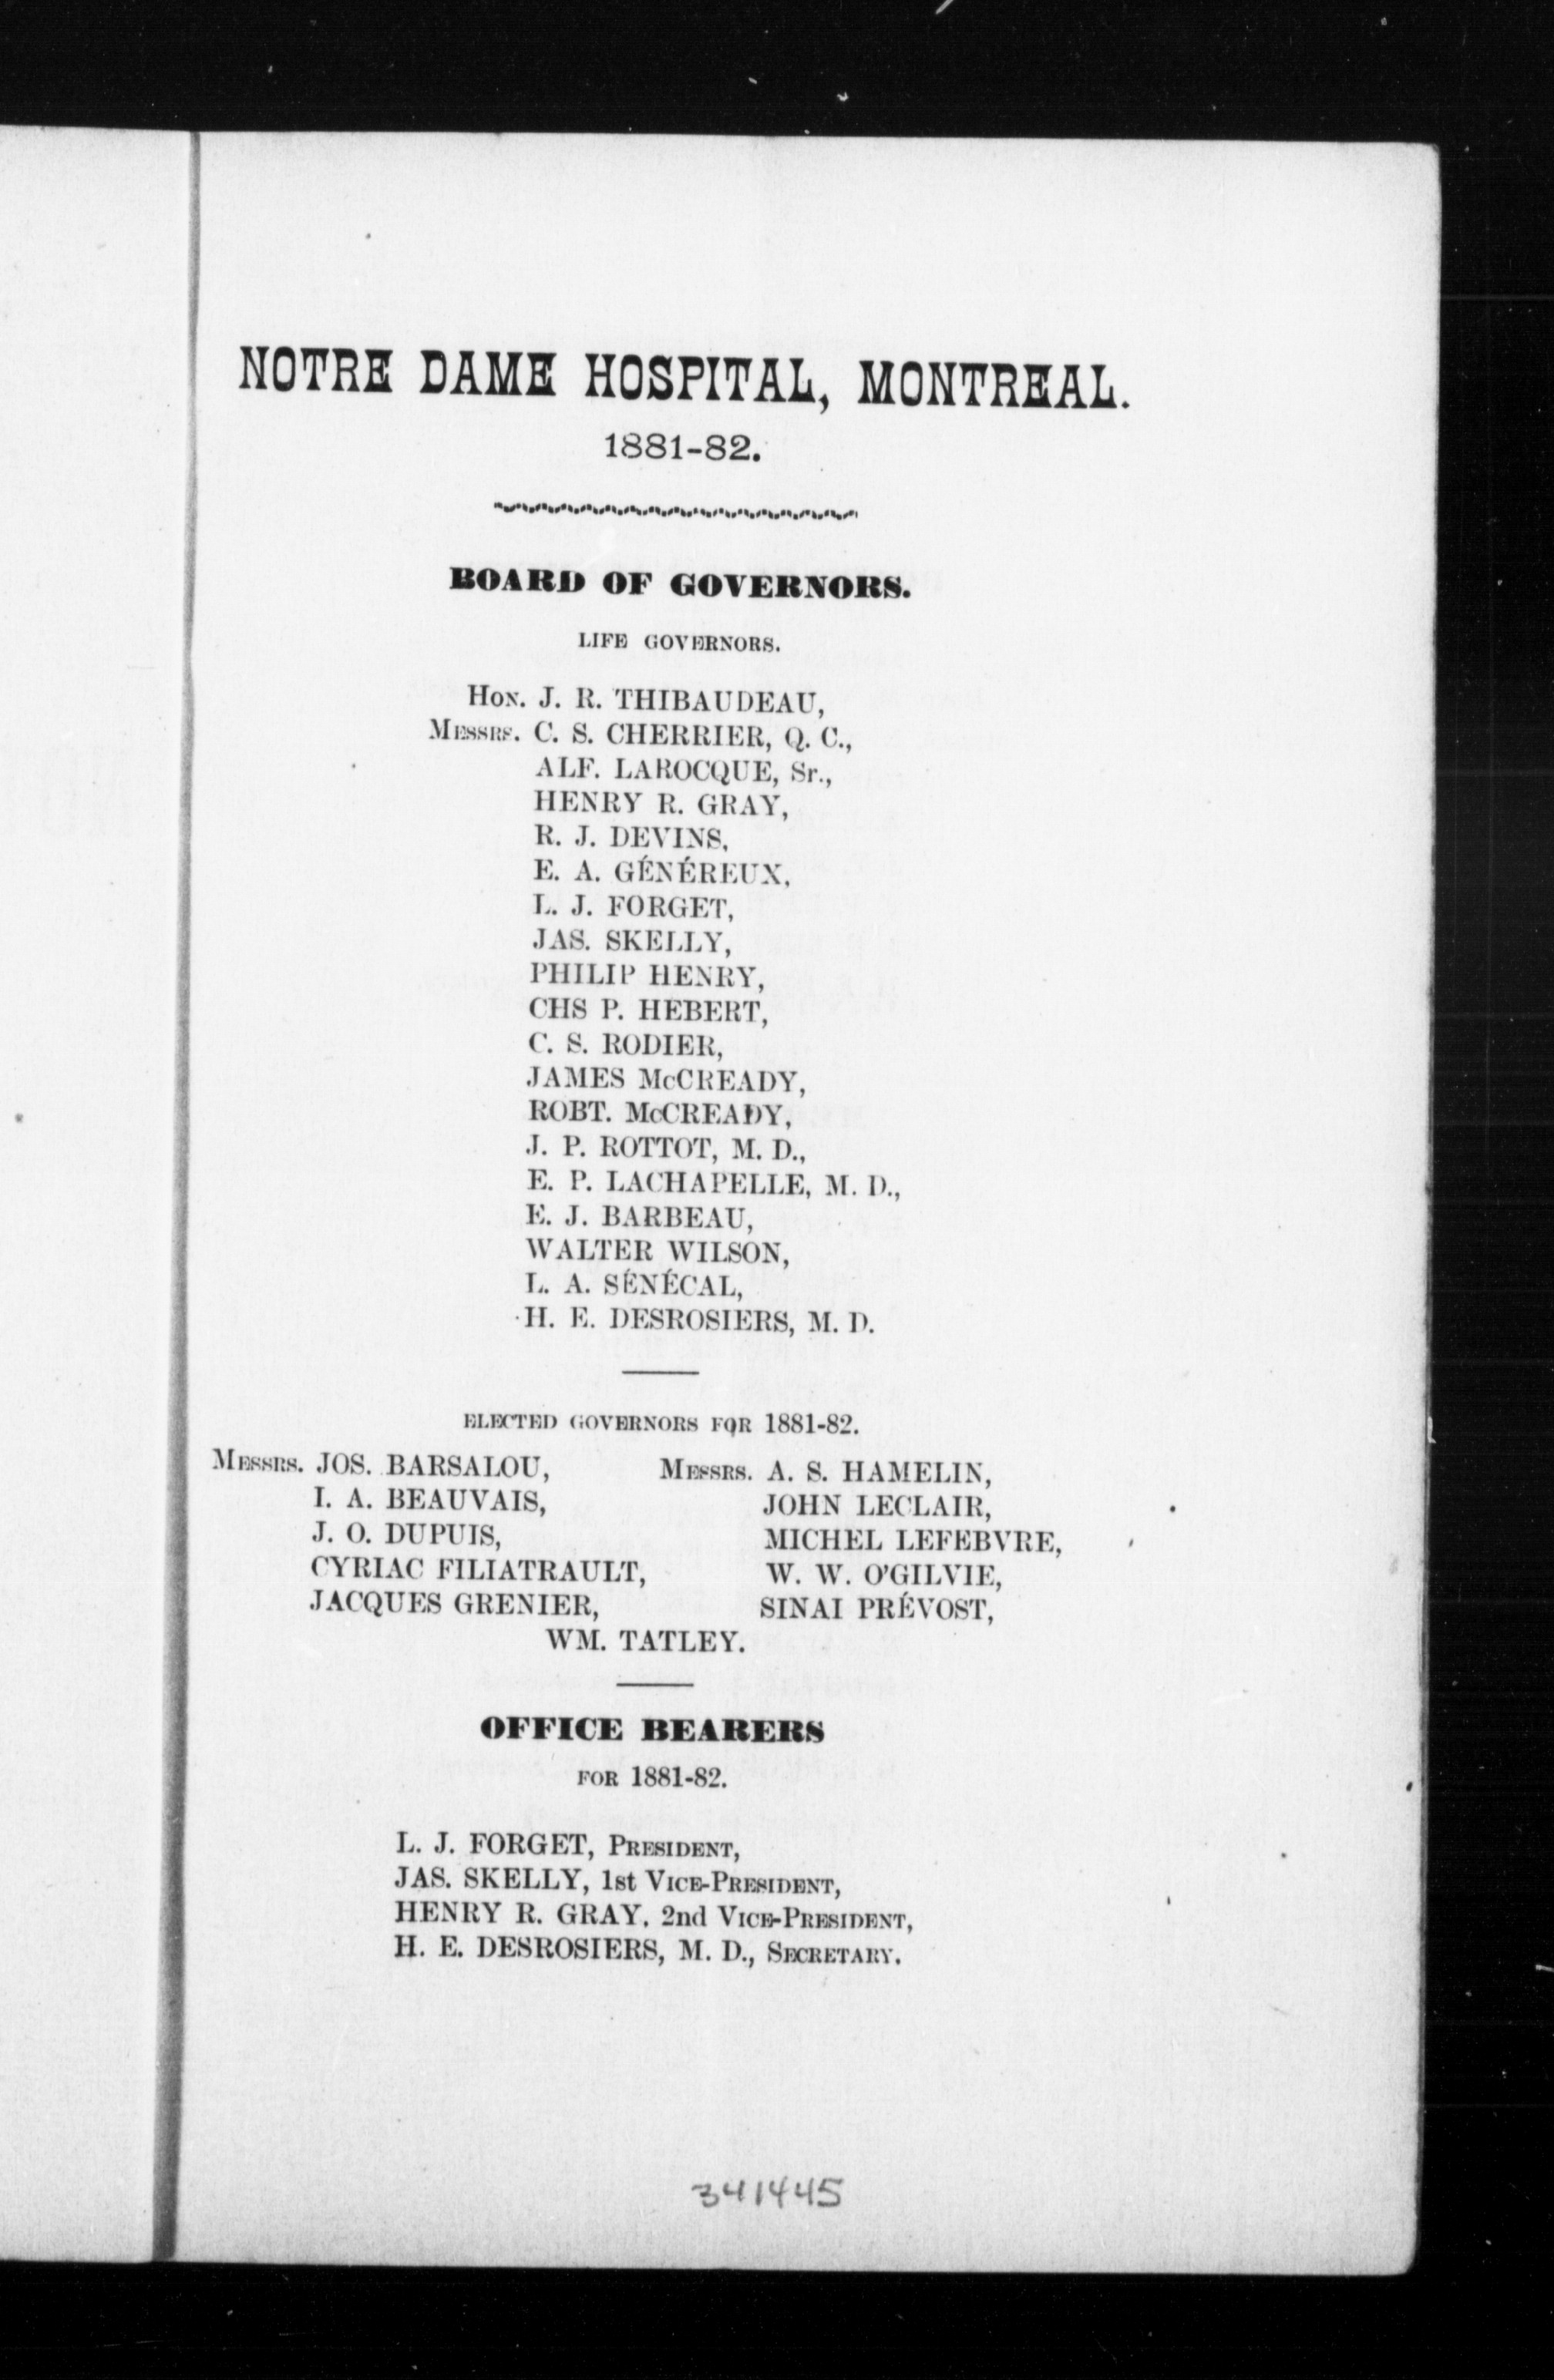 NOTRE DAME HOSPITAL, MONTREAL.
1881-82.
BOARD OF GOVERNORS.
LIFE GOVERNORS.
HON. J. R. THIBAUDEAU,
MESSRS. C. S. CHERRIER, Q. C.,
ALF. LAROCQUE, Sr.,
HENRY R. GRAY,
R. J. DEVINS,
E. A. GÉNÉREUX,
L. J. FORGET,
JAS. SKELLY,
PHILIP HENRY,
CHS P. HEBERT,
C. S. RODIER,
JAMES McCREADY,
ROBT. McCREADY,
J. P. ROTTOT, M. D.,
E. P. LACHAPELLE, M. D.,
E. J. BARBEAU,
WALTER WILSON,
L. A. SÉNÉCAL,
H. E. DESROSIERS, M. D.
ELECTED GOVERNORS FOR 1881-82.
MESSRS. JOS. BARSALOU,
I. A. BEAUVAIS,
J. O. DUPUIS,
CYRIAC FILIATRAULT,
JACQUES GRENIER,
MESSRS. A. S. HAMELIN,
JOHN LECLAIR,
MICHEL LEFEBVRE,
W. W. O'GILVIE,
SINAI PRÉVOST,
WM. TATLEY.
OFFICE BEARERS
FOR 1881-82.
L. J. FORGET, PRESIDENT,
JAS. SKELLY, 1st VICE-PRESIDENT,
HENRY R. GRAY, 2nd VICE-PRESIDENT,
H. E. DESROSIERS, M. D., SECRETARY.
341445